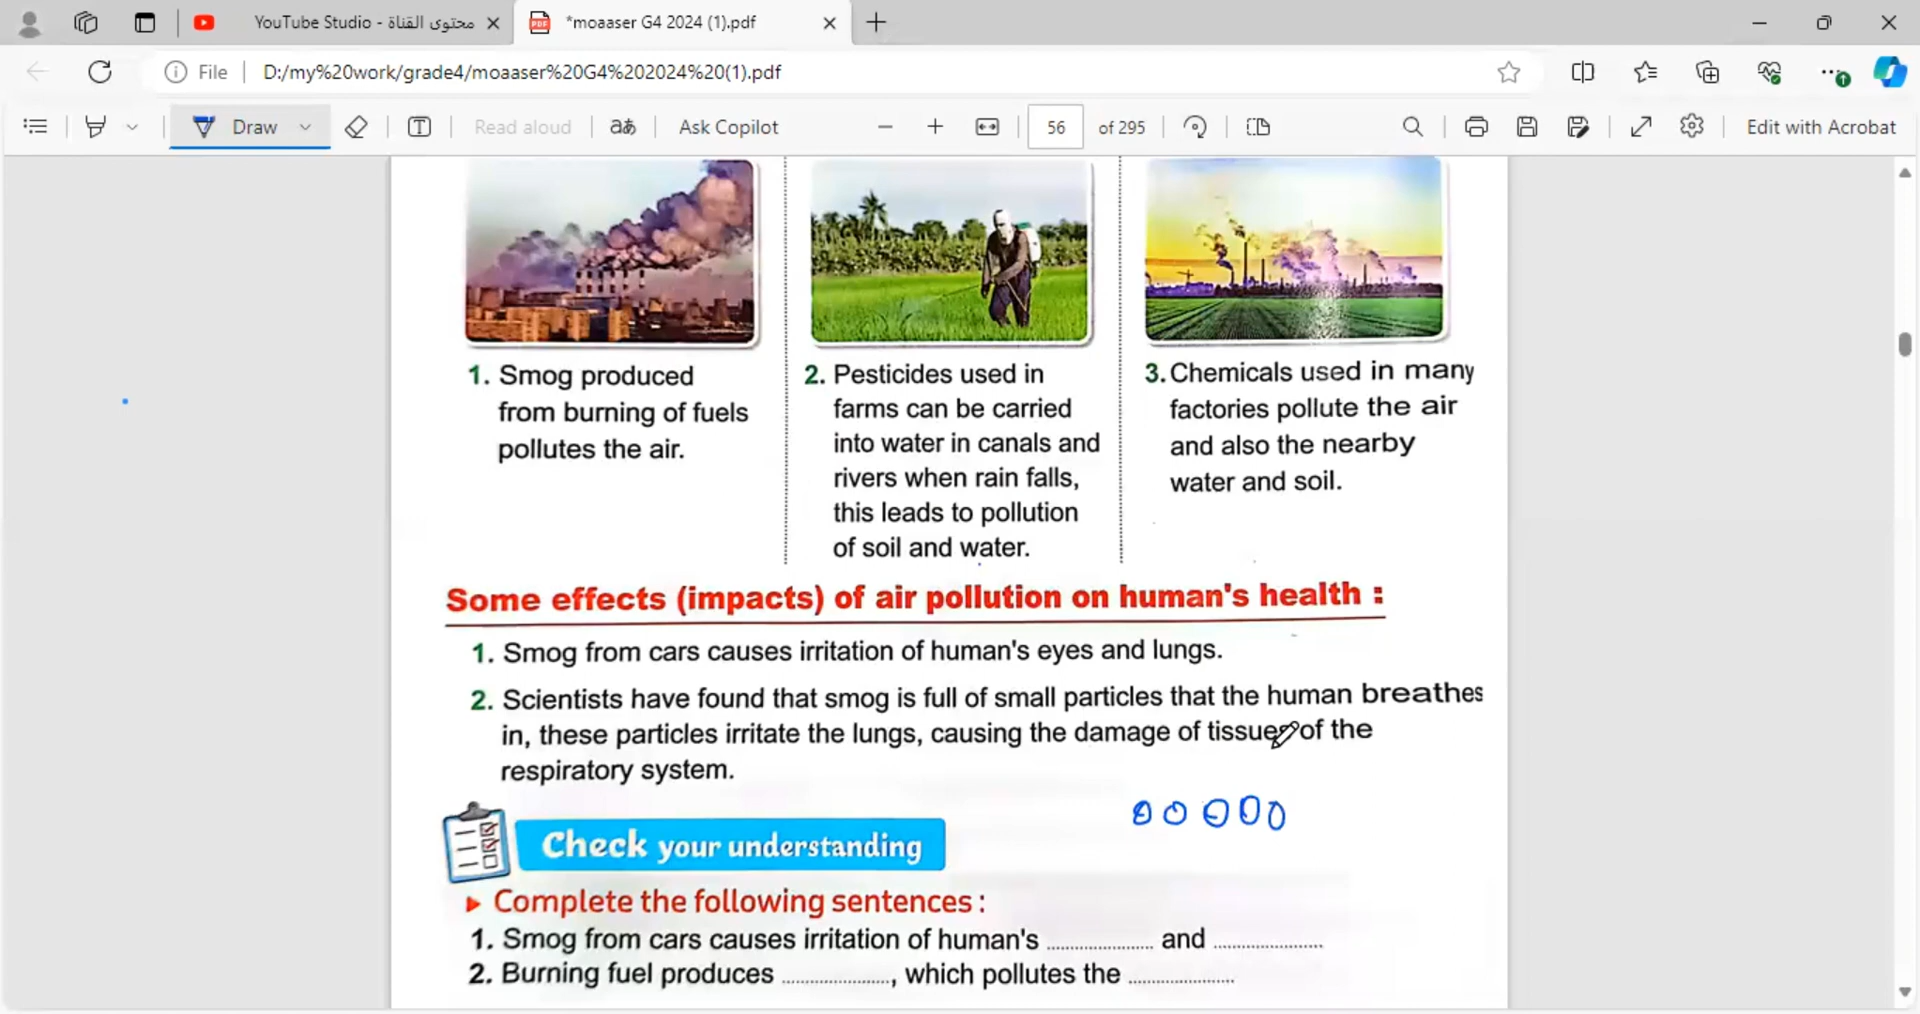 YouTube Studio - محتوى القناة
*moaaser G4 2024 (1).pdf
File
D:/my%20work/grade4/moaaser%20G4%202024%20(1).pdf
Draw
Read aloud
aあ
Ask Copilot
56
of 295
Edit with Acrobat
1. Smog produced
from burning of fuels
pollutes the air.
2. Pesticides used in
farms can be carried
into water in canals and
rivers when rain falls,
this leads to pollution
of soil and water.
3. Chemicals used in many
factories pollute the air
and also the nearby
water and soil.
Some effects (impacts) of air pollution on human's health :
1. Smog from cars causes irritation of human's eyes and lungs.
2. Scientists have found that smog is full of small particles that the human breathes
in, these particles irritate the lungs, causing the damage of tissues of the
respiratory system.
Check your understanding
Complete the following sentences :
1. Smog from cars causes irritation of human's .................... and ....................
2. Burning fuel produces ...................., which pollutes the ....................